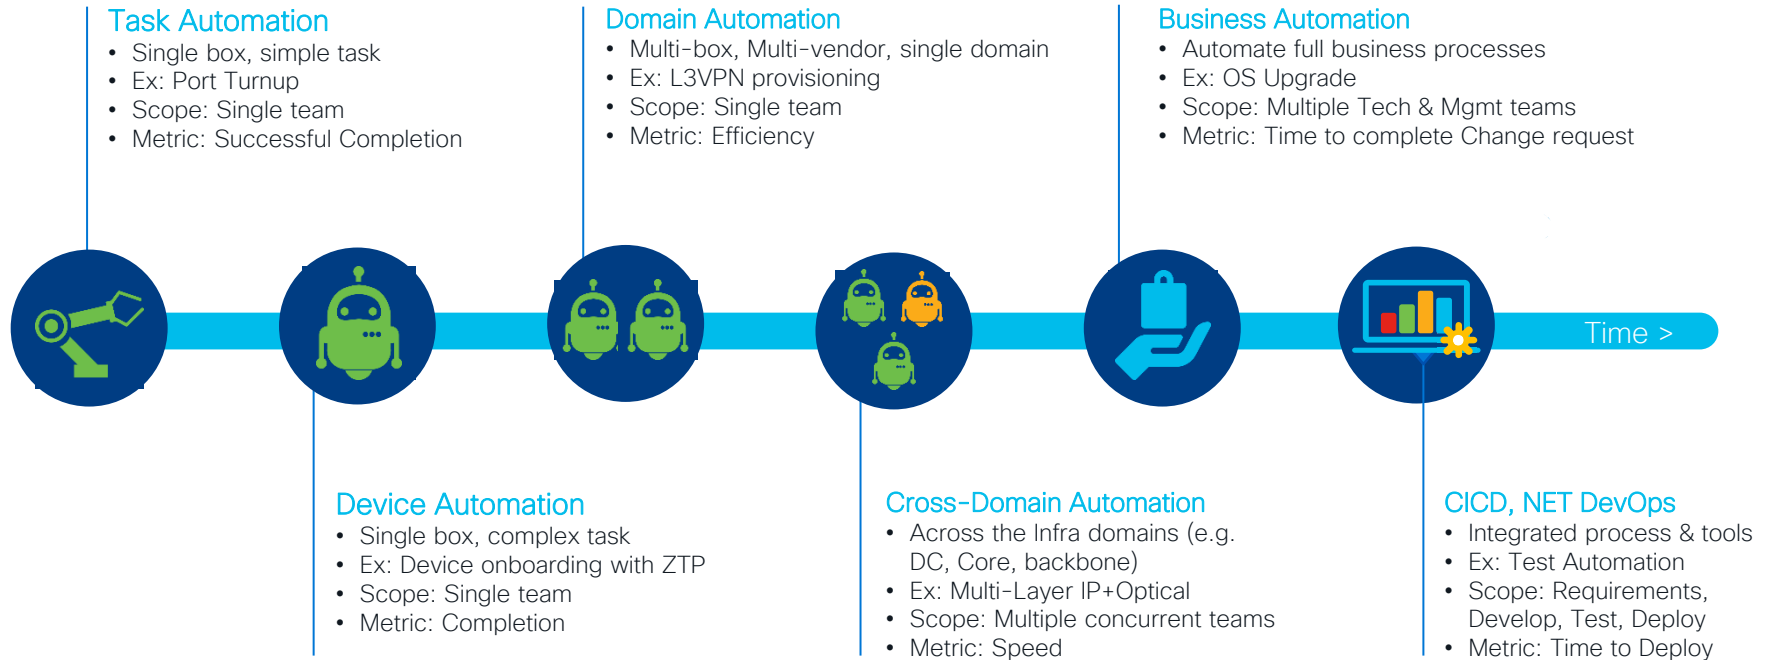 Task Automation
• Single box, simple task
• Ex: Port Turnup
• Scope: Single team
• Metric: Successful Completion
Domain Automation
• Multi-box, Multi-vendor, single domain
• Ex: L3VPN provisioning
• Scope: Single team
• Metric: Efficiency
Business Automation
• Automate full business processes
• Ex: OS Upgrade
• Scope: Multiple Tech & Mgmt teams
• Metric: Time to complete Change request
Time >
Device Automation
• Single box, complex task
• Ex: Device onboarding with ZTP
• Scope: Single team
• Metric: Completion
Cross-Domain Automation
• Across the Infra domains (e.g.
DC, Core, backbone)
• Ex: Multi-Layer IP+Optical
• Scope: Multiple concurrent teams
• Metric: Speed
CICD, NET DevOps
• Integrated process & tools
• Ex: Test Automation
• Scope: Requirements,
Develop, Test, Deploy
• Metric: Time to Deploy